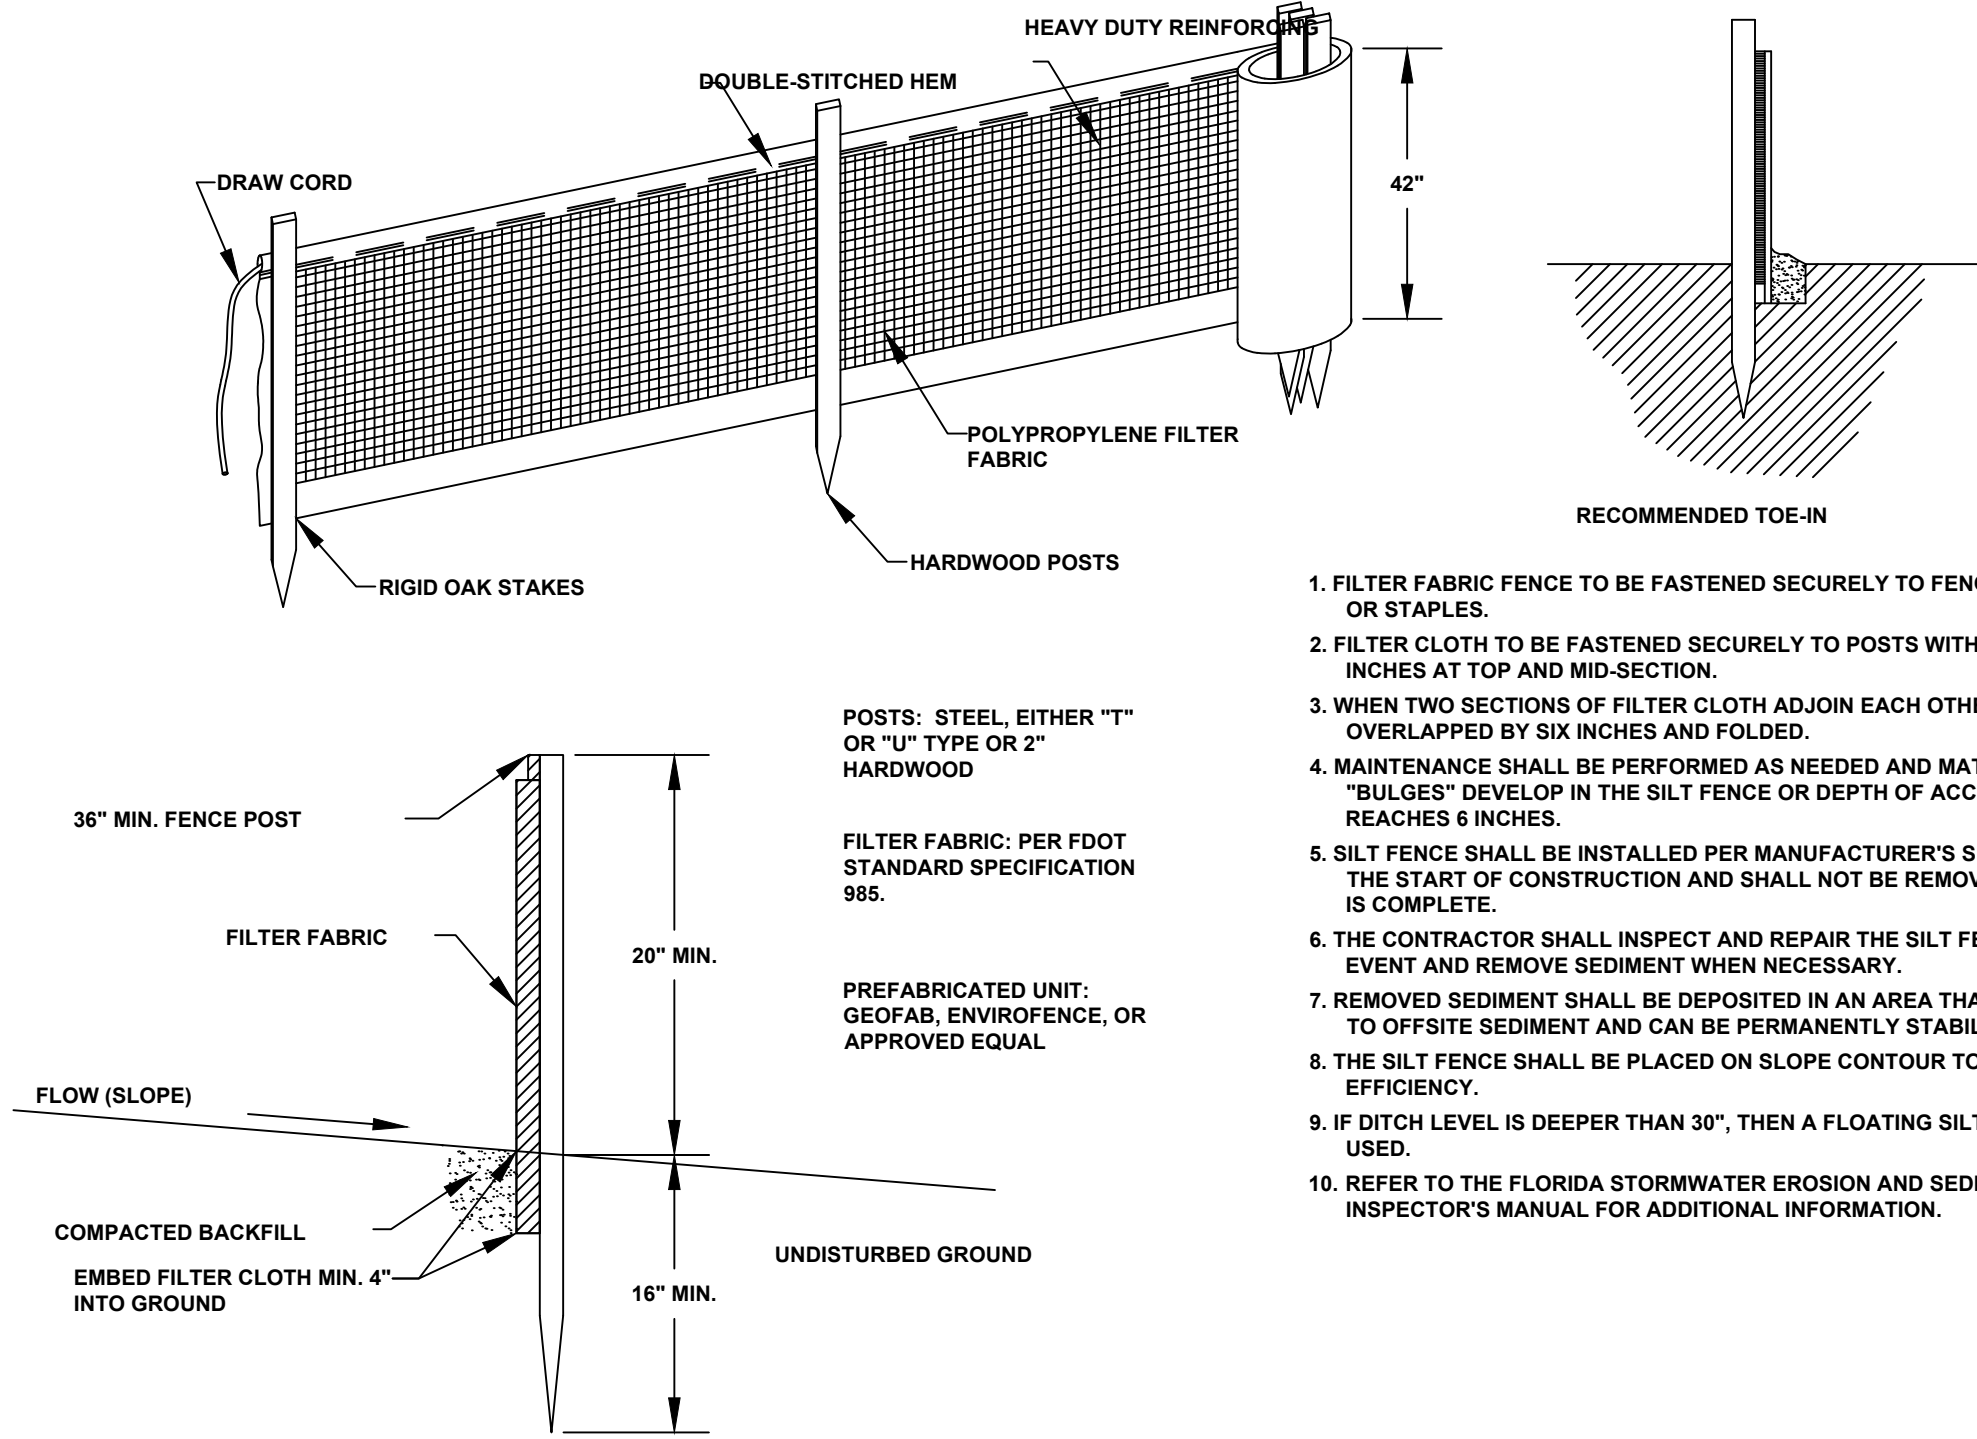 HEAVY DUTY REINFORCING
DOUBLE-STITCHED HEM
DRAW CORD
42"
POLYPROPYLENE FILTER
FABRIC
HARDWOOD POSTS
RIGID OAK STAKES
RECOMMENDED TOE-IN
POSTS: STEEL, EITHER "T"
OR "U" TYPE OR 2"
HARDWOOD
FILTER FABRIC: PER FDOT
STANDARD SPECIFICATION
985.
PREFABRICATED UNIT:
GEOFAB, ENVIROFENCE, OR
APPROVED EQUAL
36" MIN. FENCE POST
FILTER FABRIC
20" MIN.
FLOW (SLOPE)
COMPACTED BACKFILL
EMBED FILTER CLOTH MIN. 4"
INTO GROUND
16" MIN.
UNDISTURBED GROUND
1. FILTER FABRIC FENCE TO BE FASTENED SECURELY TO
OR STAPLES.
2. FILTER CLOTH TO BE FASTENED SECURELY TO POSTS WITH
INCHES AT TOP AND MID-SECTION.
3. WHEN TWO SECTIONS OF FILTER CLOTH ADJOIN EACH
OVERLAPPED BY SIX INCHES AND FOLDED.
4. MAINTENANCE SHALL BE PERFORMED AS NEEDED AND
"BULGES" DEVELOP IN THE SILT FENCE OR DEPTH OF
REACHES 6 INCHES.
5. SILT FENCE SHALL BE INSTALLED PER MANUFACTURER'S
THE START OF CONSTRUCTION AND SHALL NOT BE
IS COMPLETE.
6. THE CONTRACTOR SHALL INSPECT AND REPAIR THE SILT
EVENT AND REMOVE SEDIMENT WHEN NECESSARY.
7. REMOVED SEDIMENT SHALL BE DEPOSITED IN AN AREA
TO OFFSITE SEDIMENT AND CAN BE PERMANENTLY
8. THE SILT FENCE SHALL BE PLACED ON SLOPE CONTOUR TO
EFFICIENCY.
9. IF DITCH LEVEL IS DEEPER THAN 30", THEN A FLOATING SILT
USED.
10. REFER TO THE FLORIDA STORMWATER EROSION AND
INSPECTOR'S MANUAL FOR ADDITIONAL INFORMATION.